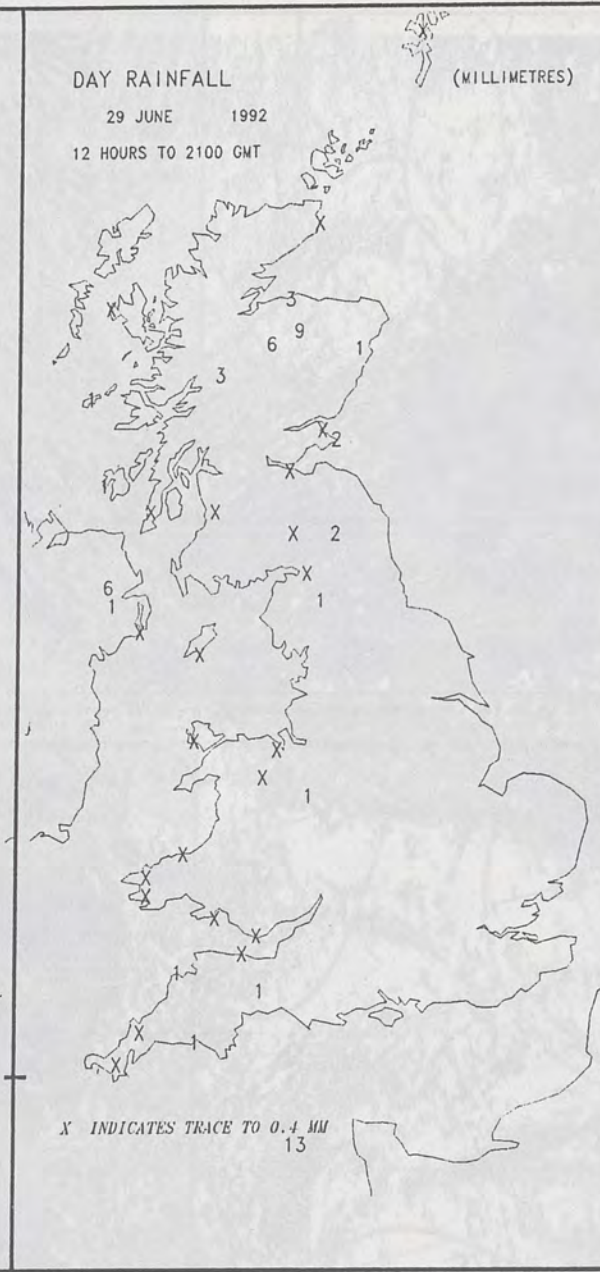 DAY RAINFALL (MILLIMETRES)
29 JUNE 1992
12 HOURS TO 2100 GMT
X
X
3
9
6 1
3
X
X
2
X
X X
X 2
X
6
1 1
X
X
X
X
X
1
X
X
X
X
X
X
1
1
X
1
X
X INDICATES TRACE TO 0.4 MM
13